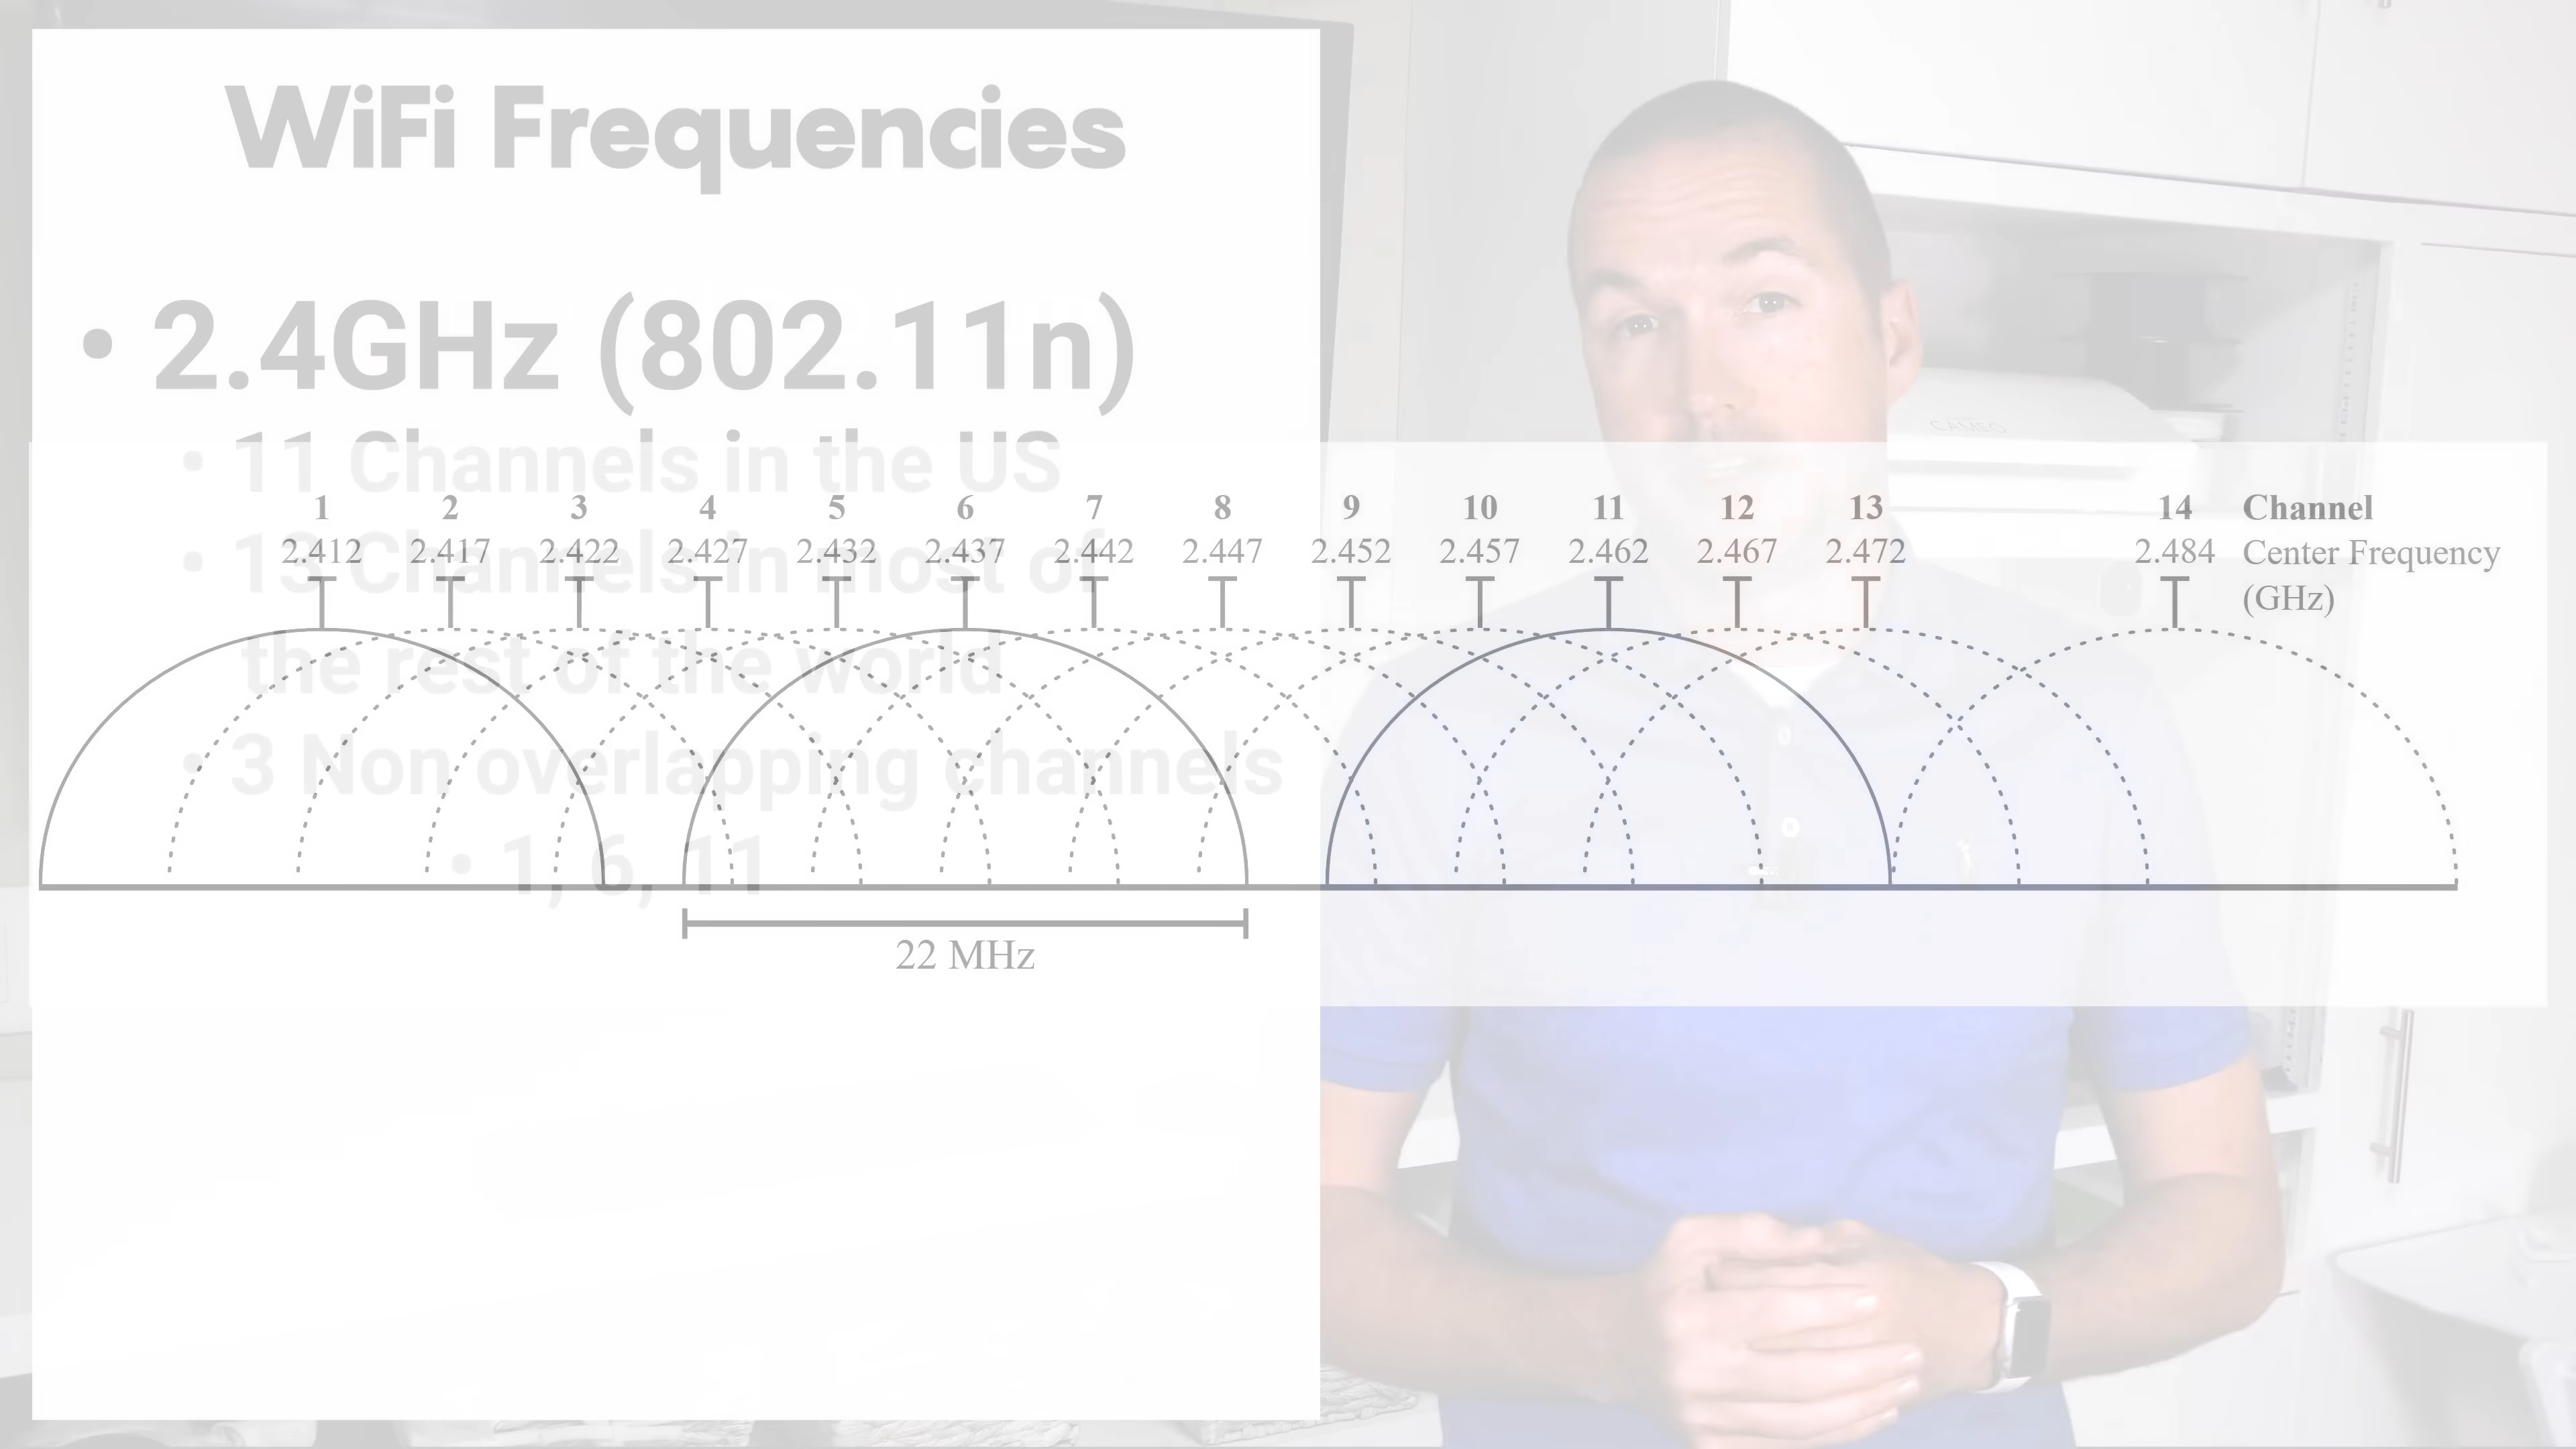 WiFi Frequencies
• 2.4GHz (802.11n)
• 11 Channels in the US
• 13 Channels in most of
the rest of the world
• 3 Non overlapping channels
• 1, 6, 11
CAMEO
1 2 3 4 5 6 7 8 9 10 11 12 13 14 Channel
2.412 2.417 2.422 2.427 2.432 2.437 2.442 2.447 2.452 2.457 2.462 2.467 2.472 2.484 Center Frequency
(GHz)
22 MHz